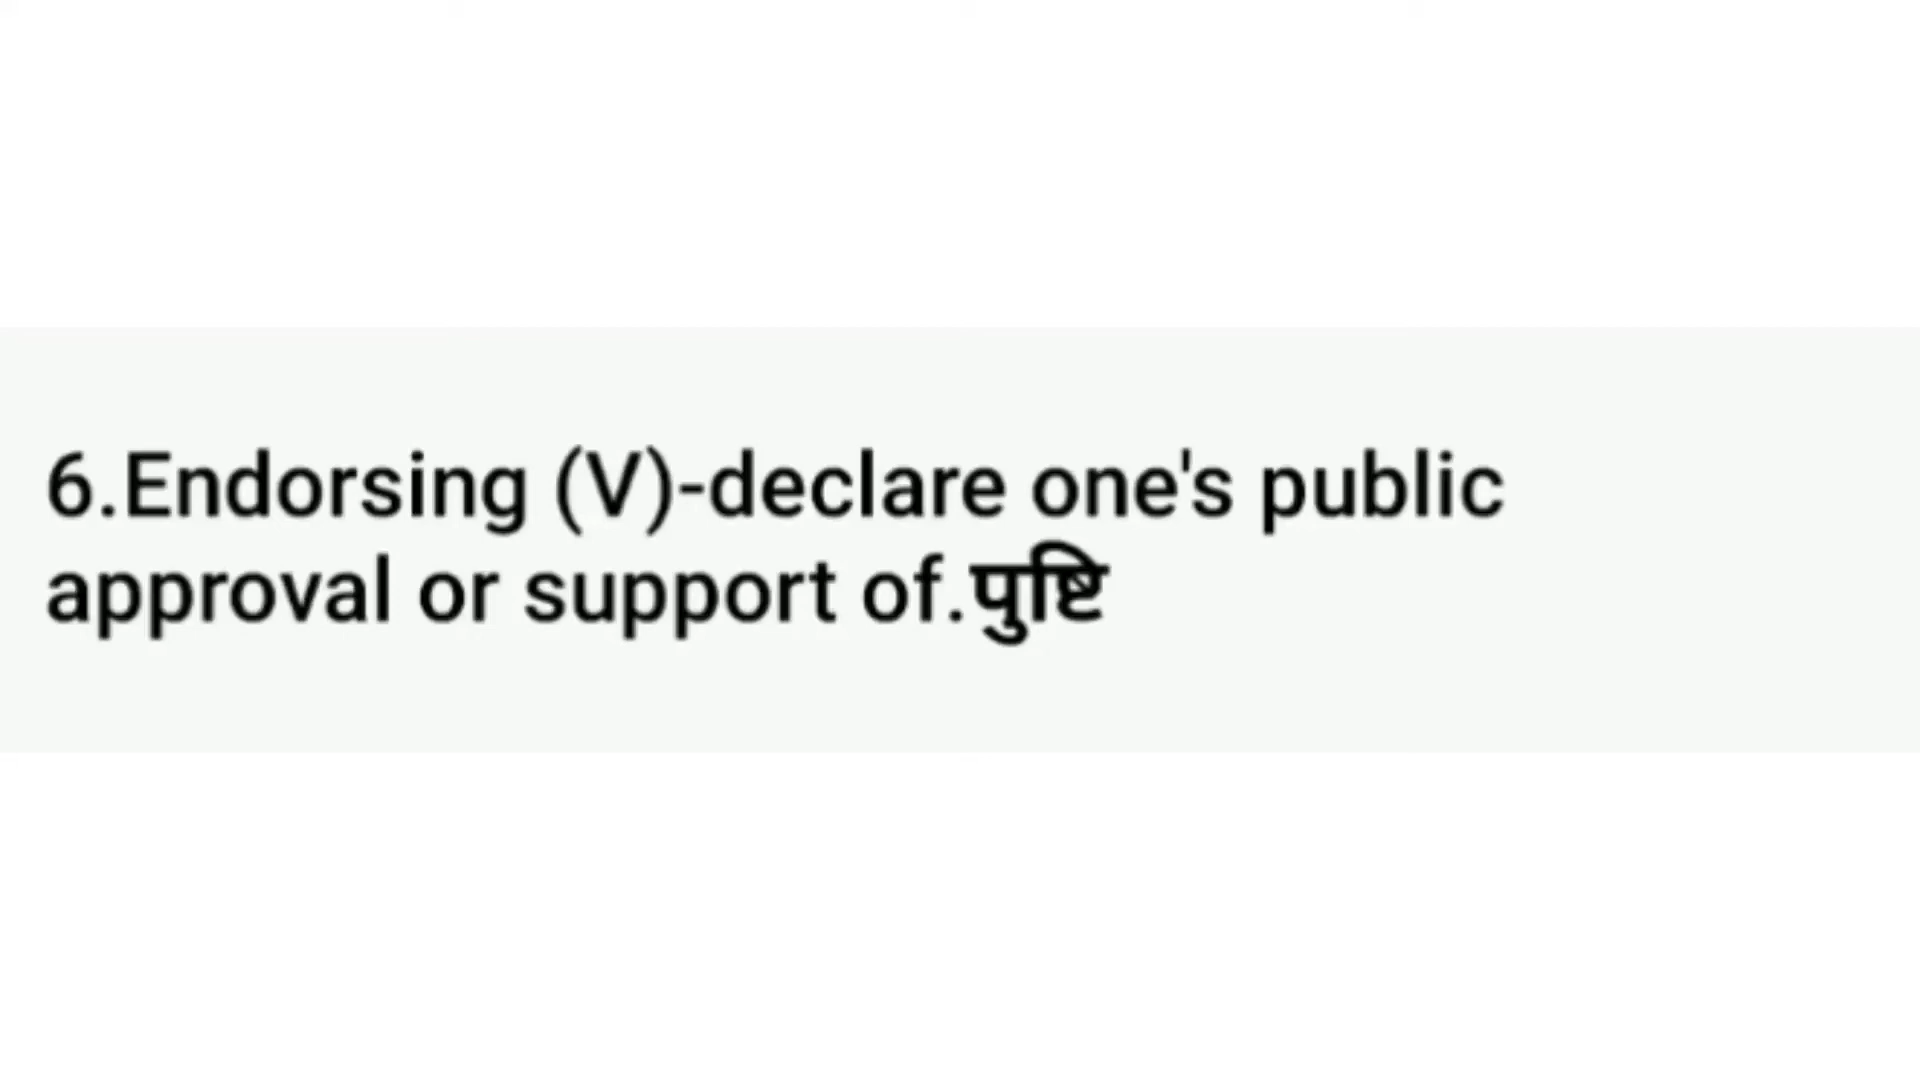 6.Endorsing (V)-declare one's public
approval or support of.पुष्टि